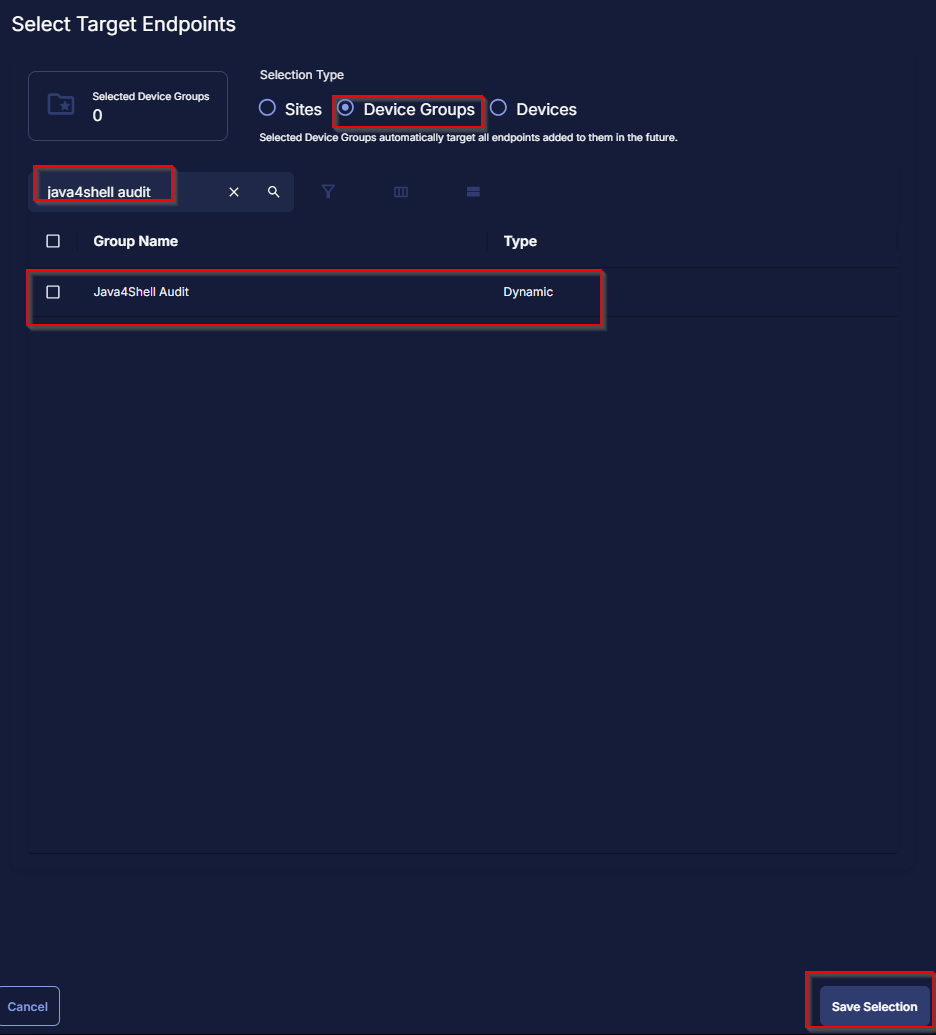 Select Target Endpoints
Selected Device Groups
0
Selection Type
Sites
Device Groups
Devices
Selected Device Groups automatically target all endpoints added to them in the future.
java4shell audit
Group Name
Type
Java4Shell Audit
Dynamic
Cancel
Save Selection